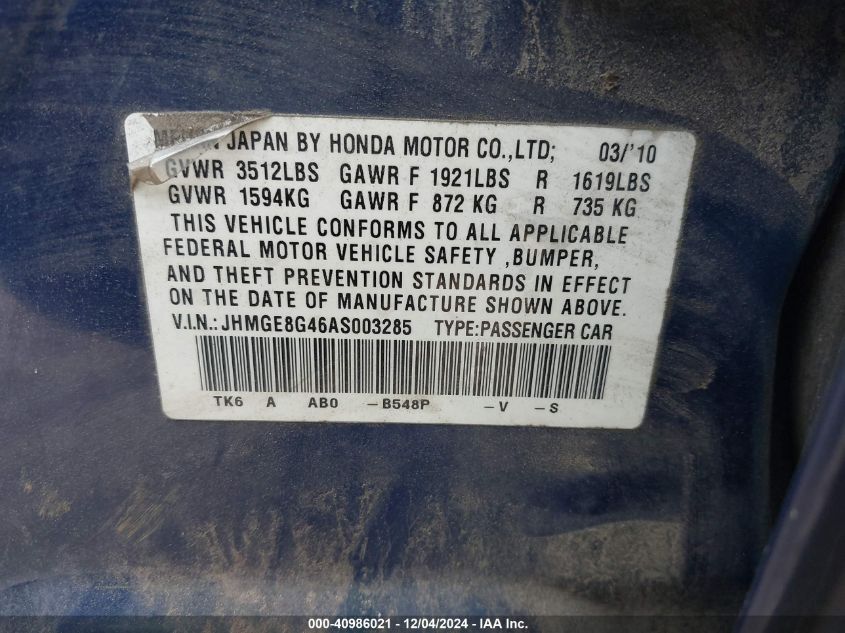 JAPAN BY HONDA MOTOR CO.,LTD; 03/'10
GVWR 3512LBS GAWR F 1921LBS R 1619LBS
GVWR 1594KG GAWR F 872 KG R 735 KG
THIS VEHICLE CONFORMS TO ALL APPLICABLE
FEDERAL MOTOR VEHICLE SAFETY ,BUMPER,
AND THEFT PREVENTION STANDARDS IN EFFECT
ON THE DATE OF MANUFACTURE SHOWN ABOVE.
V.I.N.: JHMGE8G46AS003285 TYPE:PASSENGER CAR
TK6 A AB0 -B548P -V -S
000-40986021 - 12/04/2024 - IAA Inc.